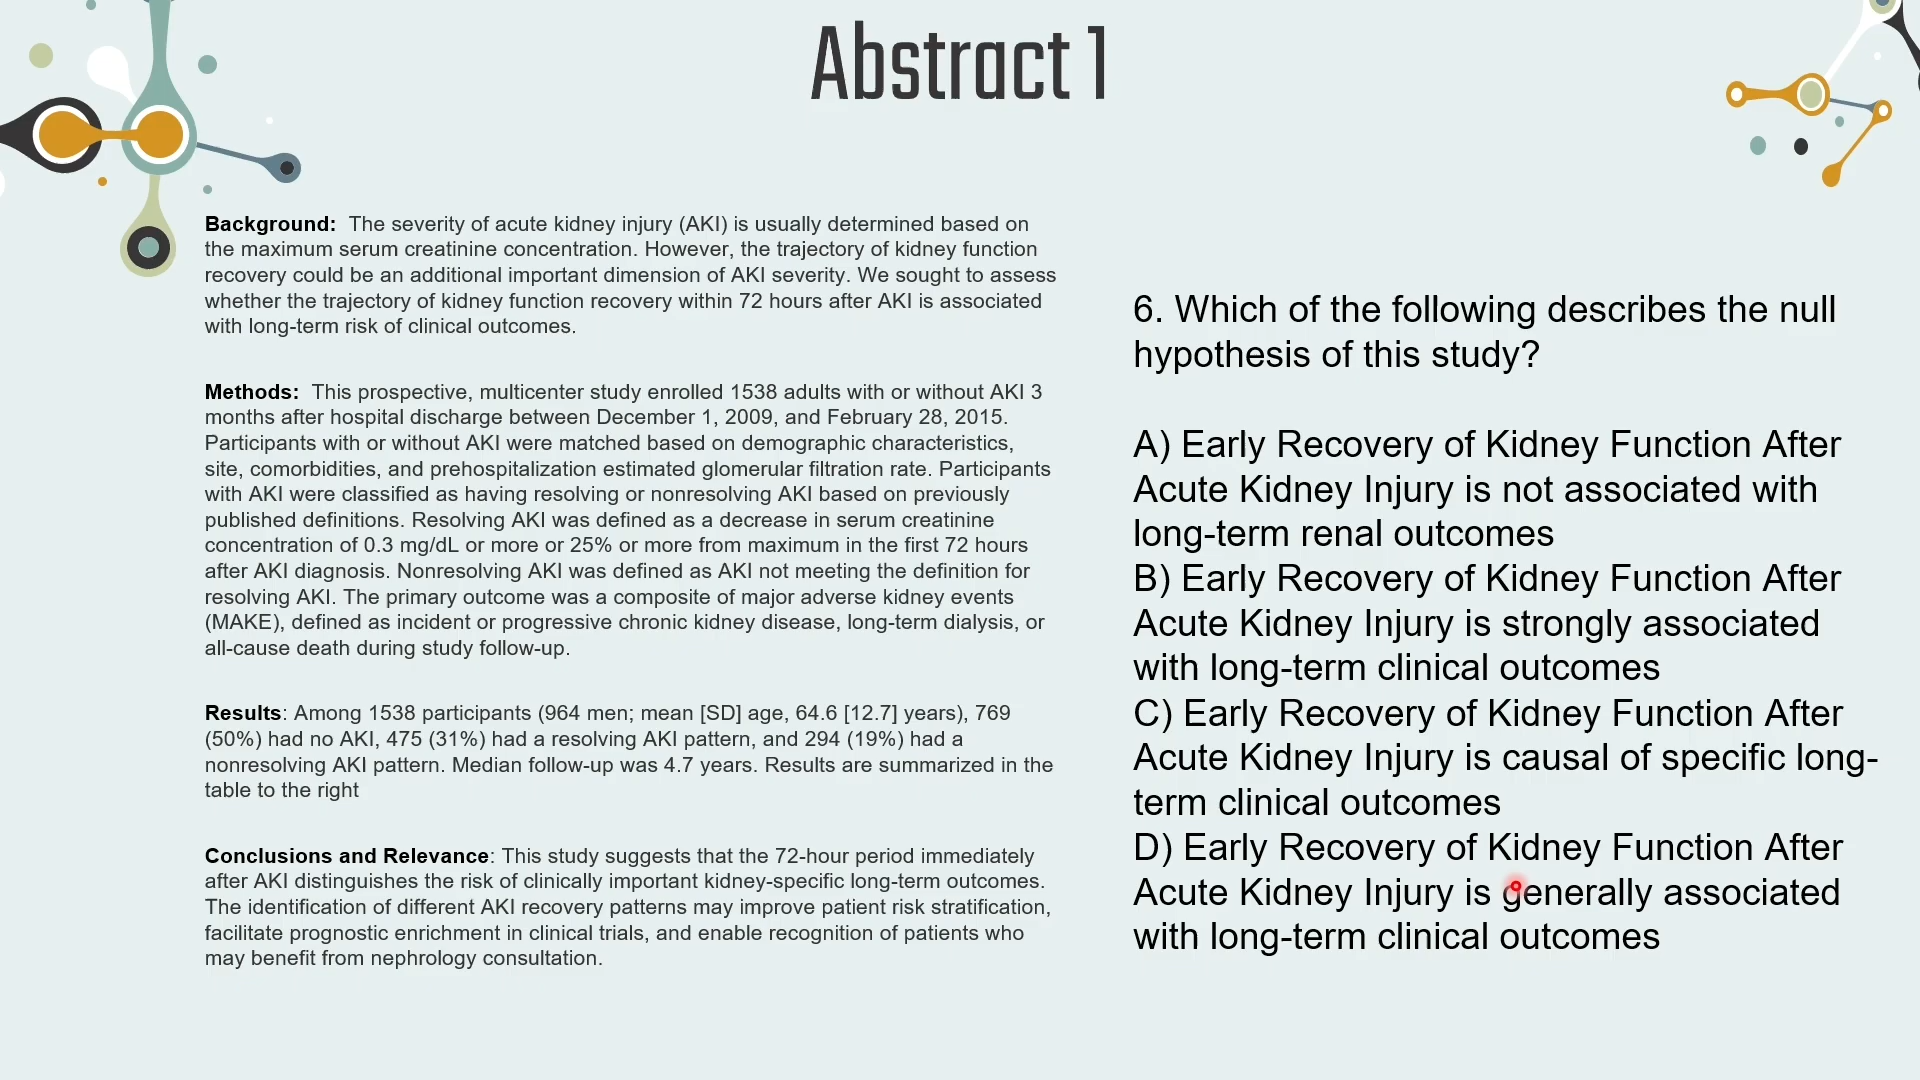 Abstract 1
Background: The severity of acute kidney injury (AKI) is usually determined based on
the maximum serum creatinine concentration. However, the trajectory of kidney function
recovery could be an additional important dimension of AKI severity. We sought to assess
whether the trajectory of kidney function recovery within 72 hours after AKI is associated
with long-term risk of clinical outcomes.
Methods: This prospective, multicenter study enrolled 1538 adults with or without AKI 3
months after hospital discharge between December 1, 2009, and February 28, 2015.
Participants with or without AKI were matched based on demographic characteristics,
site, comorbidities, and prehospitalization estimated glomerular filtration rate. Participants
with AKI were classified as having resolving or nonresolving AKI based on previously
published definitions. Resolving AKI was defined as a decrease in serum creatinine
concentration of 0.3 mg/dL or more or 25% or more from maximum in the first 72 hours
after AKI diagnosis. Nonresolving AKI was defined as AKI not meeting the definition for
resolving AKI. The primary outcome was a composite of major adverse kidney events
(MAKE), defined as incident or progressive chronic kidney disease, long-term dialysis, or
all-cause death during study follow-up.
Results: Among 1538 participants (964 men; mean [SD] age, 64.6 [12.7] years), 769
(50%) had no AKI, 475 (31%) had a resolving AKI pattern, and 294 (19%) had a
nonresolving AKI pattern. Median follow-up was 4.7 years. Results are summarized in the
table to the right
Conclusions and Relevance: This study suggests that the 72-hour period immediately
after AKI distinguishes the risk of clinically important kidney-specific long-term outcomes.
The identification of different AKI recovery patterns may improve patient risk stratification,
facilitate prognostic enrichment in clinical trials, and enable recognition of patients who
may benefit from nephrology consultation.
6. Which of the following describes the null
hypothesis of this study?
A) Early Recovery of Kidney Function After
Acute Kidney Injury is not associated with
long-term renal outcomes
B) Early Recovery of Kidney Function After
Acute Kidney Injury is strongly associated
with long-term clinical outcomes
C) Early Recovery of Kidney Function After
Acute Kidney Injury is causal of specific long-
term clinical outcomes
D) Early Recovery of Kidney Function After
Acute Kidney Injury is generally associated
with long-term clinical outcomes